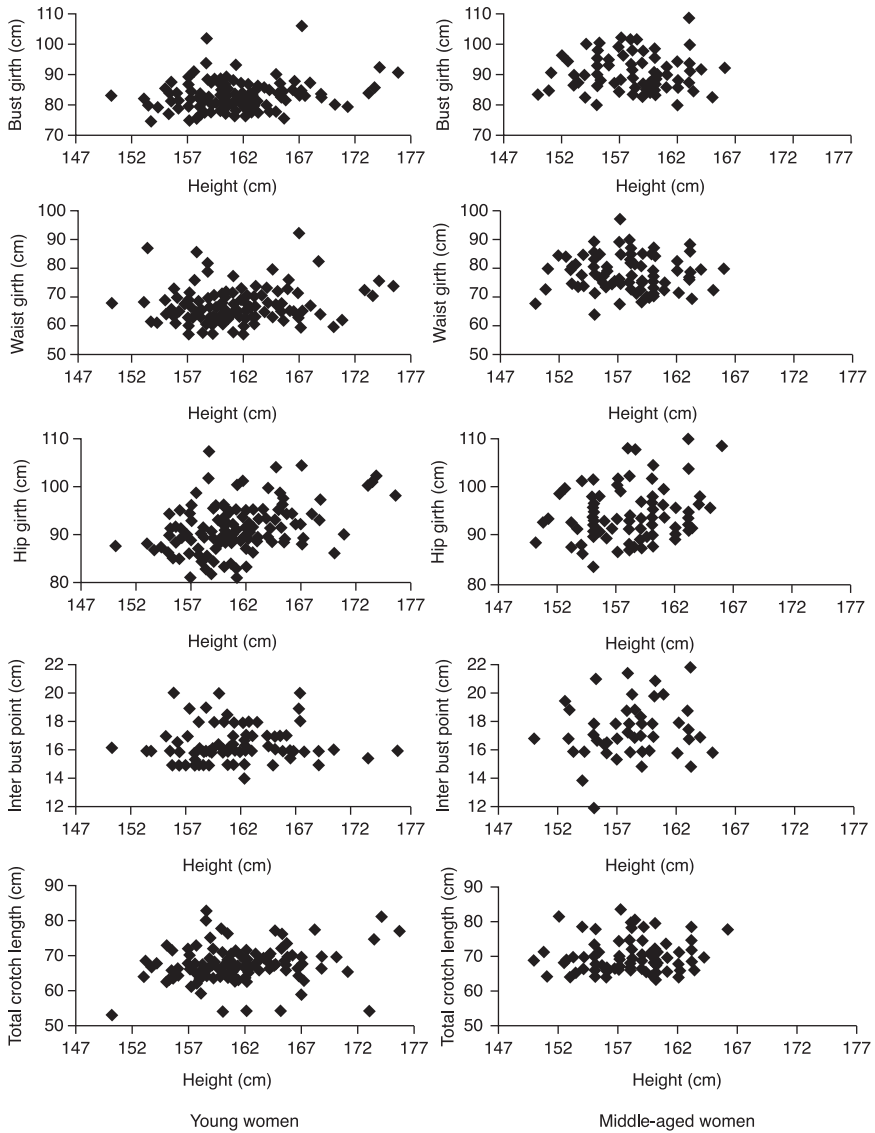 Bust girth (cm)
110
100
90
80
70
147 152 157 162 167 172 177
Height (cm)
Bust girth (cm)
110
100
90
80
70
147 152 157 162 167 172 177
Height (cm)
Waist girth (cm)
100
90
80
70
60
50
147 152 157 162 167 172 177
Height (cm)
Waist girth (cm)
100
90
80
70
60
50
147 152 157 162 167 172 177
Height (cm)
Hip girth (cm)
110
100
90
80
147 152 157 162 167 172 177
Height (cm)
Hip girth (cm)
110
100
90
80
147 152 157 162 167 172 177
Height (cm)
Inter bust point (cm)
22
20
18
16
14
12
147 152 157 162 167 172 177
Height (cm)
Inter bust point (cm)
22
20
18
16
14
12
147 152 157 162 167 172 177
Height (cm)
Total crotch length (cm)
90
80
70
60
50
147 152 157 162 167 172 177
Height (cm)
Total crotch length (cm)
90
80
70
60
50
147 152 157 162 167 172 177
Height (cm)
Young women
Middle-aged women